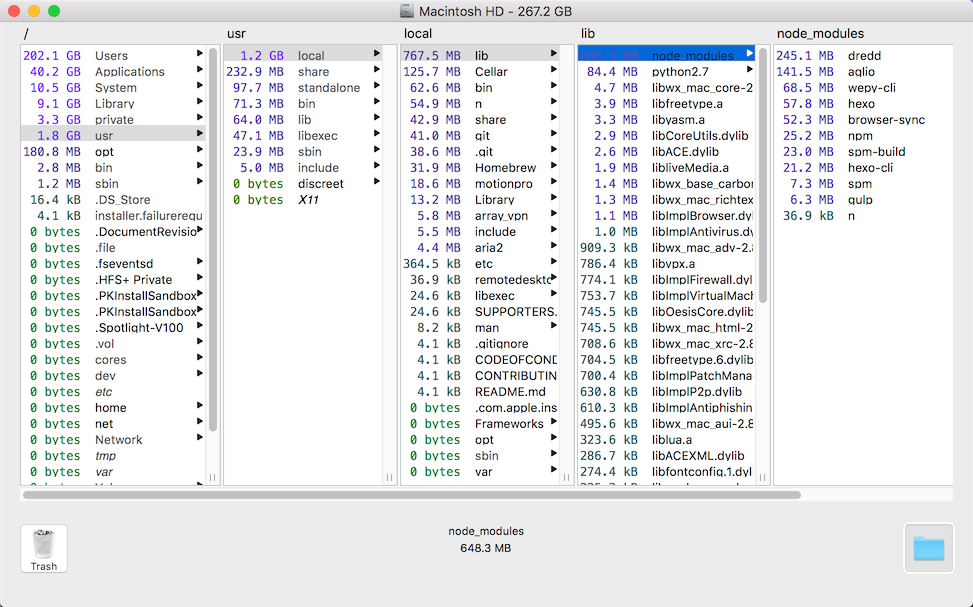 Macintosh HD - 267.2 GB
/
202.1 GB Users
40.2 GB Applications
10.5 GB System
9.1 GB Library
3.3 GB private
1.8 GB usr
180.8 MB opt
2.8 MB bin
1.2 MB sbin
16.4 kB .DS_Store
4.1 kB installer.failurerequ
0 bytes .DocumentRevisio
0 bytes .file
0 bytes .fseventsd
0 bytes .HFS+ Private
0 bytes .PKInstallSandbox
0 bytes .PKInstallSandbox
0 bytes .Spotlight-V100
0 bytes .vol
0 bytes cores
0 bytes dev
0 bytes etc
0 bytes home
0 bytes net
0 bytes Network
0 bytes tmp
0 bytes var
usr
1.2 GB local
232.9 MB share
97.7 MB standalone
71.3 MB bin
64.0 MB lib
47.1 MB libexec
23.9 MB sbin
5.0 MB include
0 bytes discreet
0 bytes X11
local
767.5 MB lib
125.7 MB Cellar
62.6 MB bin
54.9 MB n
42.9 MB share
41.0 MB git
38.6 MB .git
31.9 MB Homebrew
18.6 MB motionpro
13.2 MB Library
5.8 MB array_vpn
5.5 MB include
4.4 MB aria2
364.5 kB etc
36.9 kB remotedeskto
24.6 kB libexec
24.6 kB SUPPORTERS.
8.2 kB man
4.1 kB .gitignore
4.1 kB CODEOFCOND
4.1 kB CONTRIBUTIN
4.1 kB README.md
0 bytes .com.apple.ins
0 bytes Frameworks
0 bytes opt
0 bytes sbin
0 bytes var
lib
648.3 MB node_modules
84.4 MB python2.7
4.7 MB libwx_mac_core-2
3.9 MB libfreetype.a
3.3 MB libyasm.a
2.9 MB libCoreUtils.dylib
2.6 MB libACE.dylib
1.9 MB libliveMedia.a
1.4 MB libwx_base_carbon
1.3 MB libwx_mac_richtex
1.1 MB libImplBrowser.dyl
1.0 MB libImplAntivirus.dy
909.3 kB libwx_mac_adv-2.8
786.4 kB libvpx.a
774.1 kB libImplFirewall.dyl
753.7 kB libImplVirtualMach
745.5 kB libOesisCore.dylib
745.5 kB libwx_mac_html-2
708.6 kB libwx_mac_xrc-2.8
704.5 kB libfreetype.6.dylib
700.4 kB libImplPatchMana
630.8 kB libImplP2p.dylib
610.3 kB libImplAntiphishin
495.6 kB libwx_mac_aui-2.8
323.6 kB liblua.a
286.7 kB libACEXML.dylib
274.4 kB libfontconfig.1.dyl
node_modules
245.1 MB dredd
141.5 MB aglio
68.5 MB wepy-cli
57.8 MB hexo
52.3 MB browser-sync
25.2 MB npm
23.0 MB spm-build
21.2 MB hexo-cli
7.3 MB spm
6.3 MB gulp
36.9 kB n
Trash
node_modules
648.3 MB